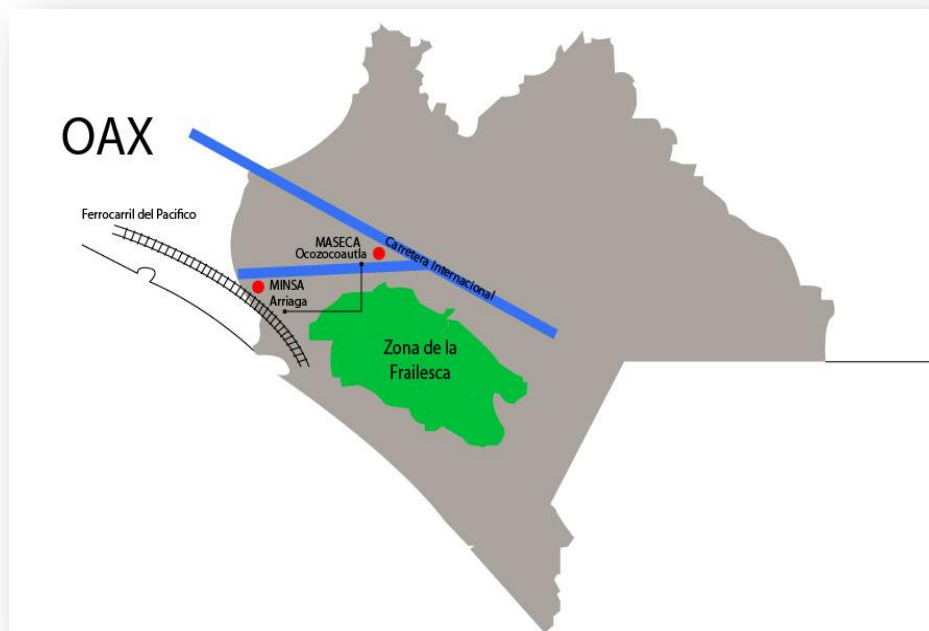 OAX
Ferrocarril del Pacifico
MASECA
Ocozocoautla
Carretera Internacional
MINSA
Arriaga
Zona de la
Frailesca